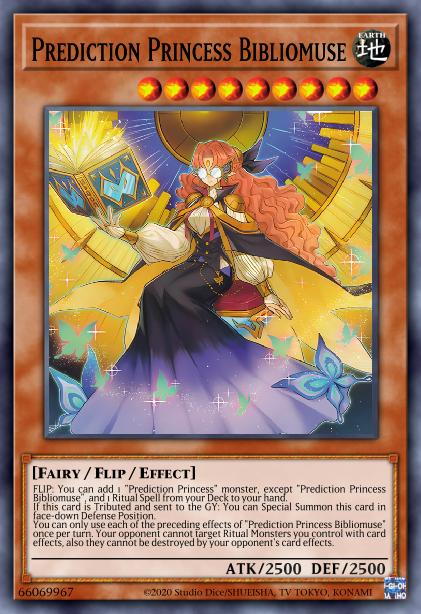 PREDICTION PRINCESS BIBLIOMUSE
EARTH
地
[FAIRY / FLIP / EFFECT]
FLIP: You can add 1 "Prediction Princess" monster, except "Prediction Princess
Bibliomuse", and 1 Ritual Spell from your Deck to your hand.
If this card is Tributed and sent to the GY: You can Special Summon this card in
face-down Defense Position.
You can only use each of the preceding effects of "Prediction Princess Bibliomuse"
once per turn. Your opponent cannot target Ritual Monsters you control with card
effects, also they cannot be destroyed by your opponent's card effects.
ATK/2500 DEF/2500
66069967
©2020 Studio Dice/SHUEISHA, TV TOKYO, KONAMI